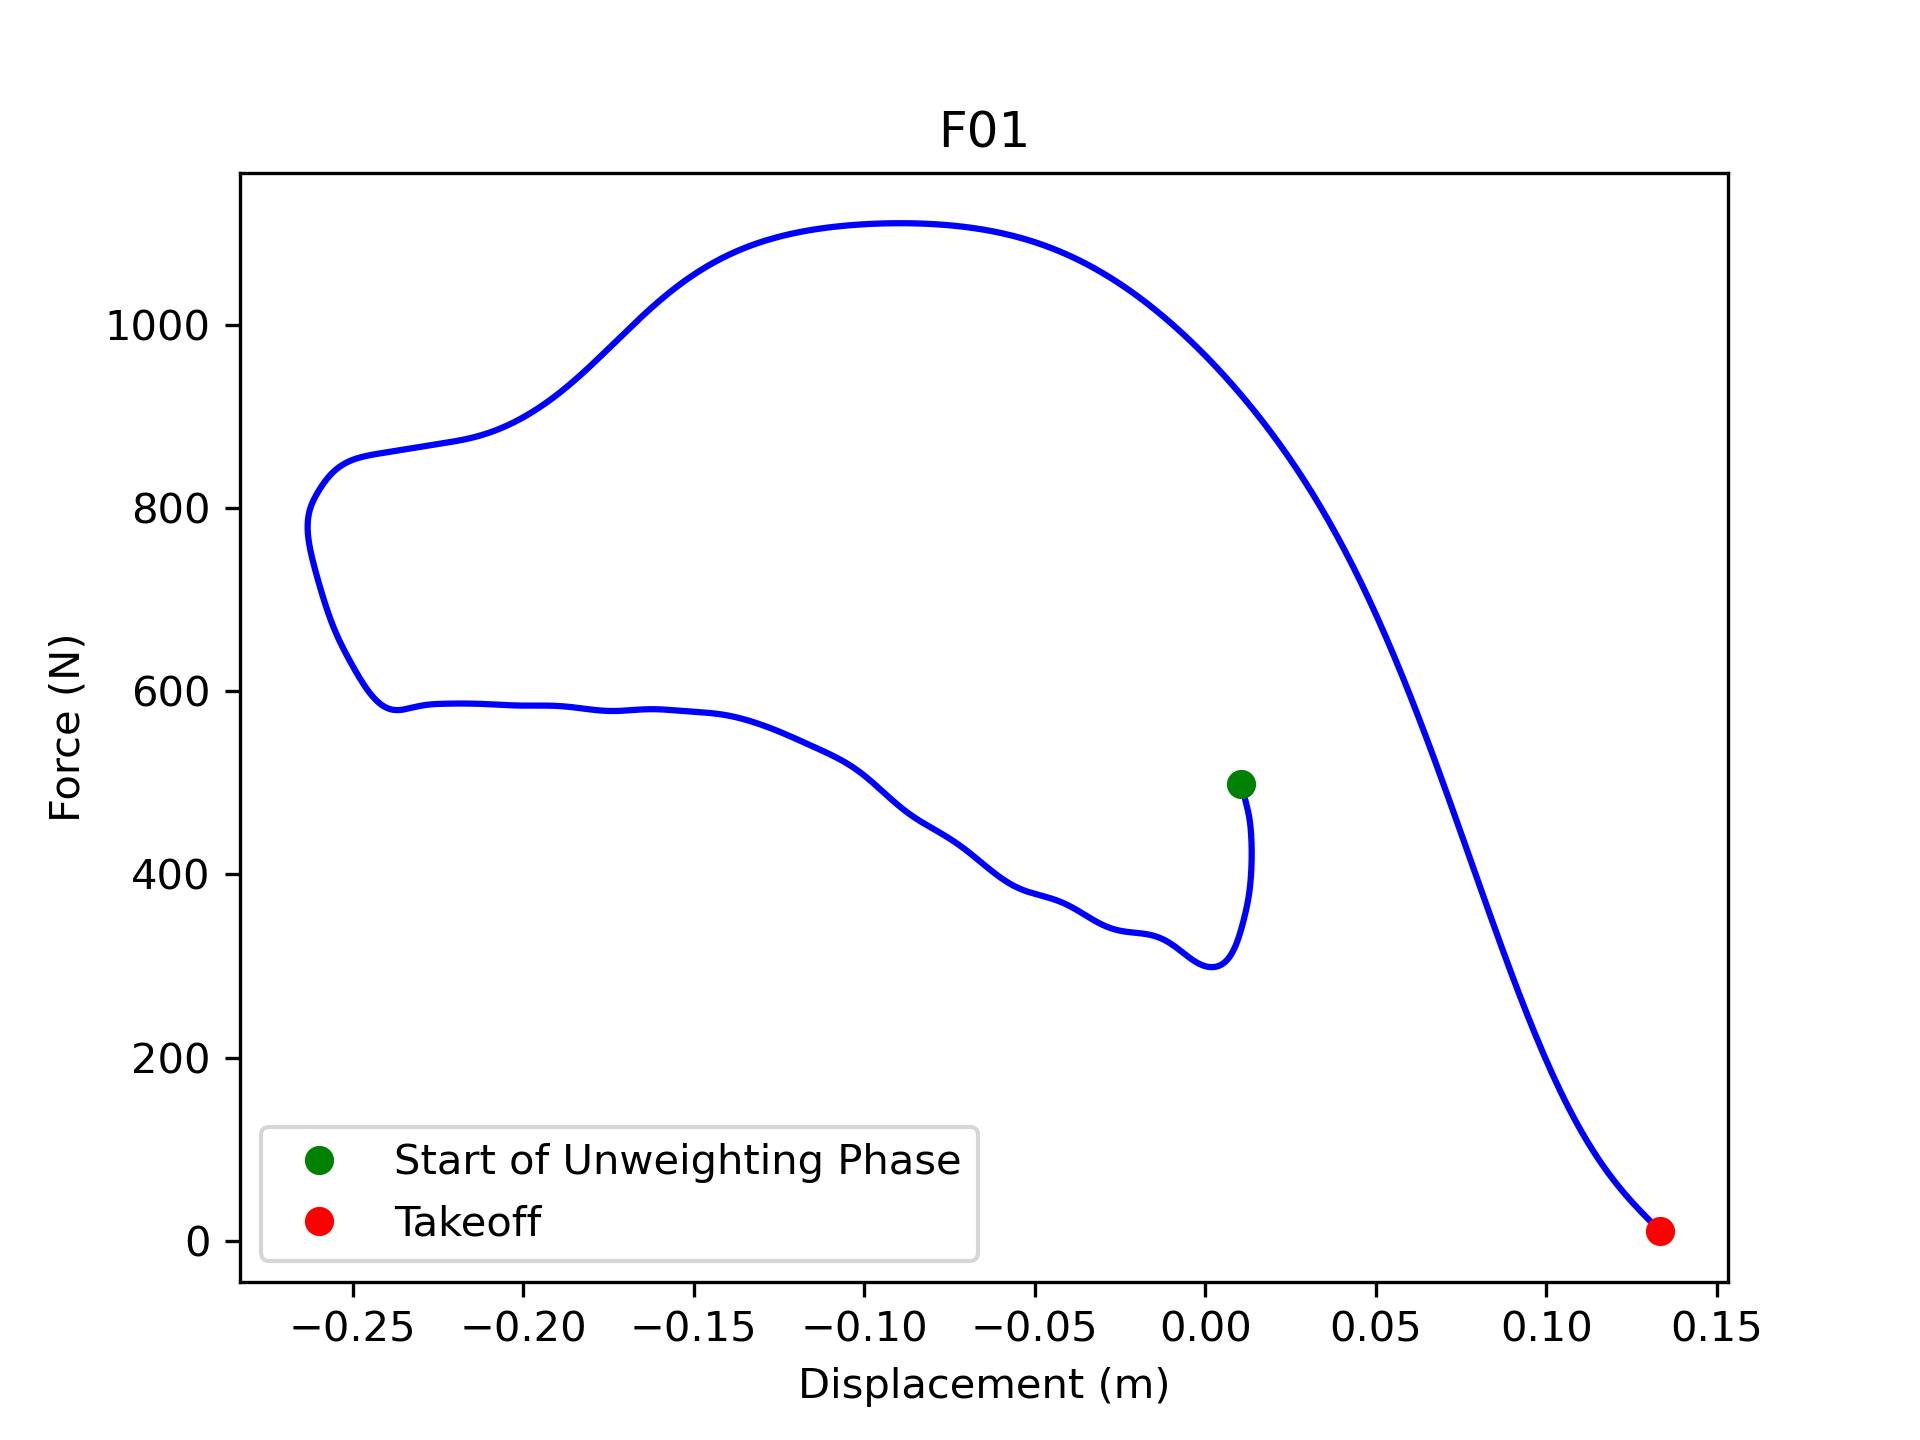 F01
1000
800
600
400
200
0
Force (N)
Start of Unweighting Phase
Takeoff
−0.25 −0.20 −0.15 −0.10 −0.05 0.00 0.05 0.10 0.15
Displacement (m)